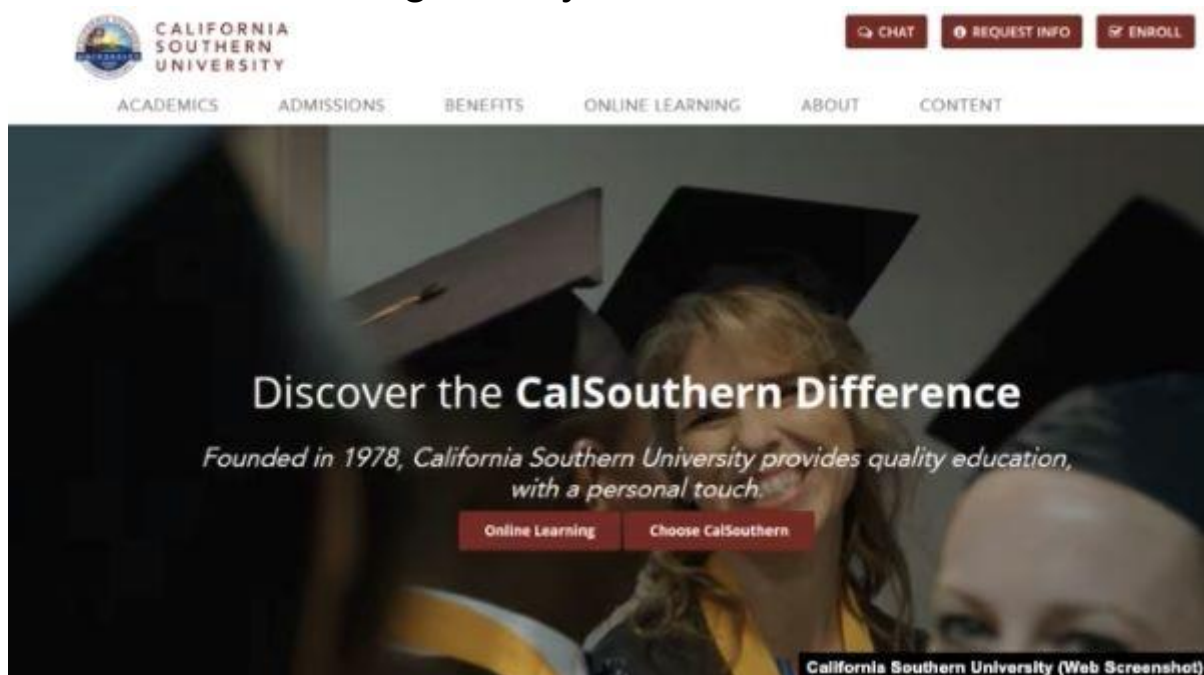 CALIFORNIA
SOUTHERN
UNIVERSITY
CHAT
REQUEST INFO
ENROLL
ACADEMICS
ADMISSIONS
BENEFITS
ONLINE LEARNING
ABOUT
CONTENT
Discover the CalSouthern Difference
Founded in 1978, California Southern University provides quality education,
with a personal touch.
Online Learning
Choose CalSouthern
California Southern University (Web Screenshot)